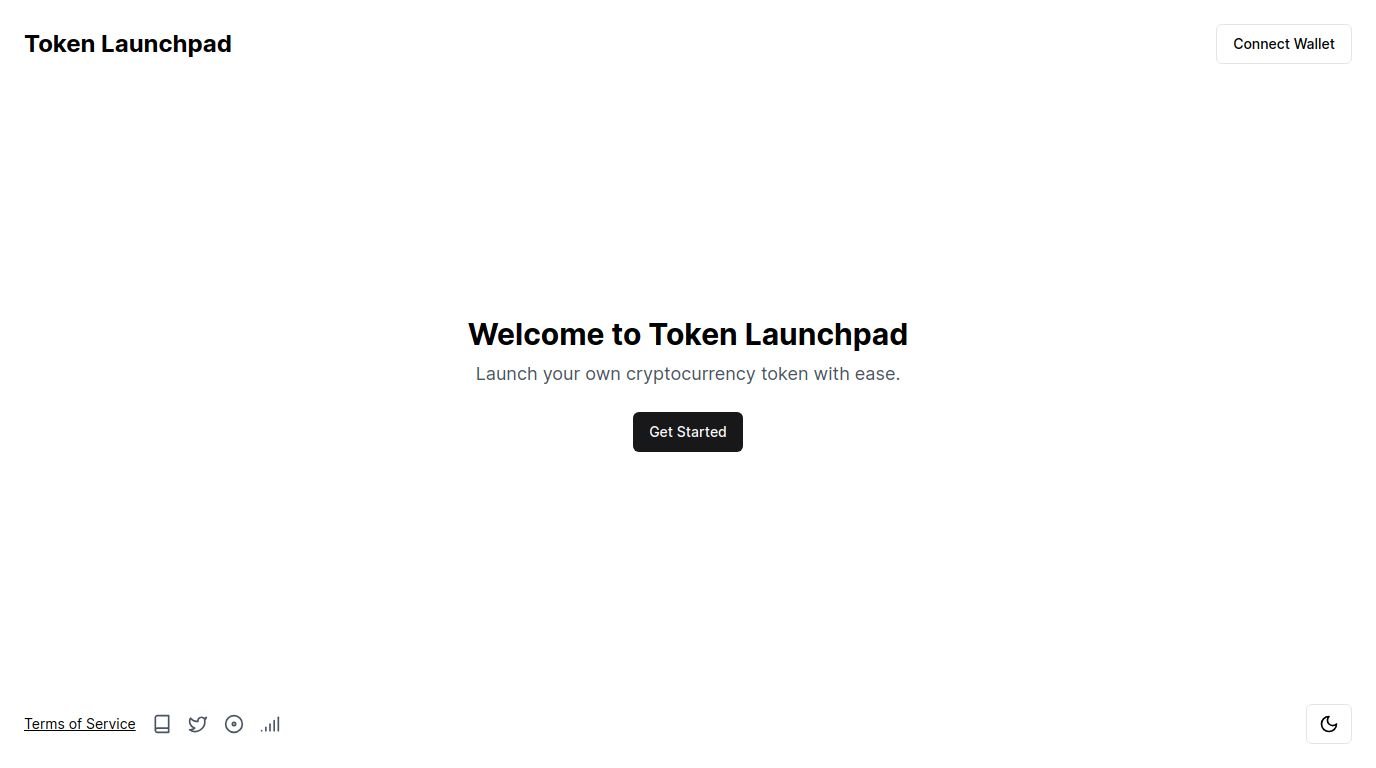 Token Launchpad
Connect Wallet
Welcome to Token Launchpad
Launch your own cryptocurrency token with ease.
Get Started
Terms of Service